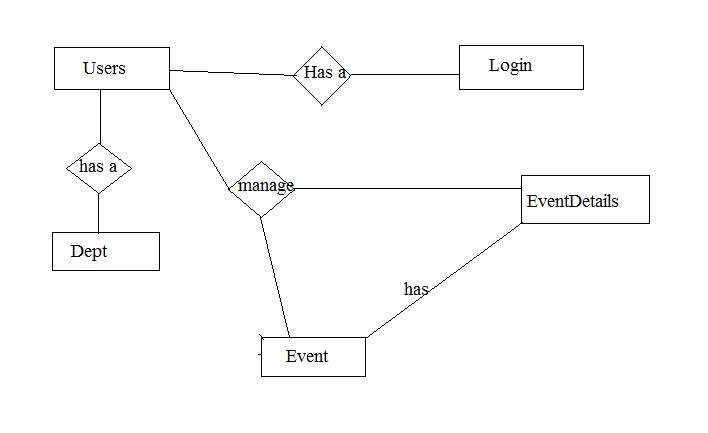 Users
Has a
Login
has a
manage
EventDetails
Dept
has
Event